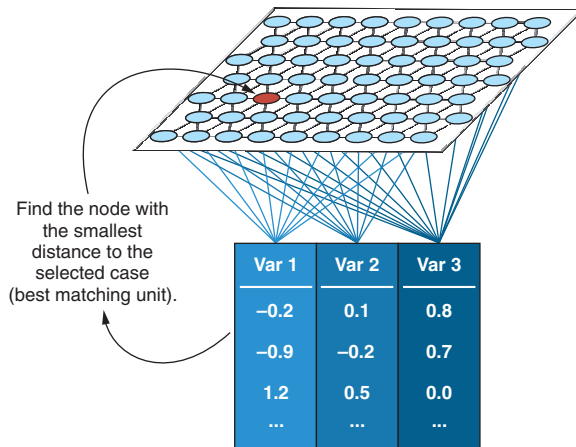 Find the node with
the smallest
distance to the
selected case
(best matching unit).
Var 1 Var 2 Var 3
–0.2 0.1 0.8
–0.9 –0.2 0.7
1.2 0.5 0.0
... ... ...